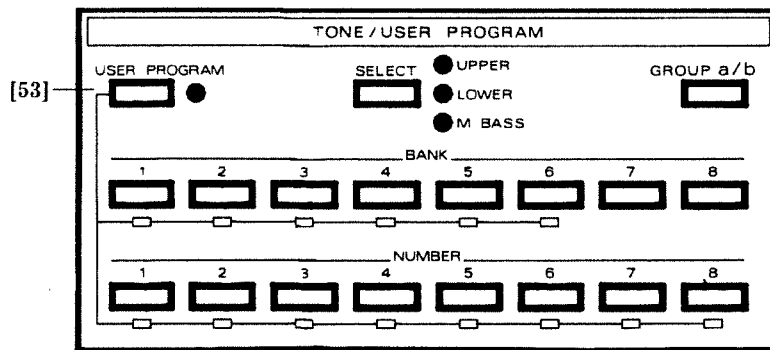 TONE / USER PROGRAM
USER PROGRAM
SELECT
UPPER
GROUP a/b
[53]
LOWER
M BASS
BANK
1 2 3 4 5 6 7 8
NUMBER
1 2 3 4 5 6 7 8